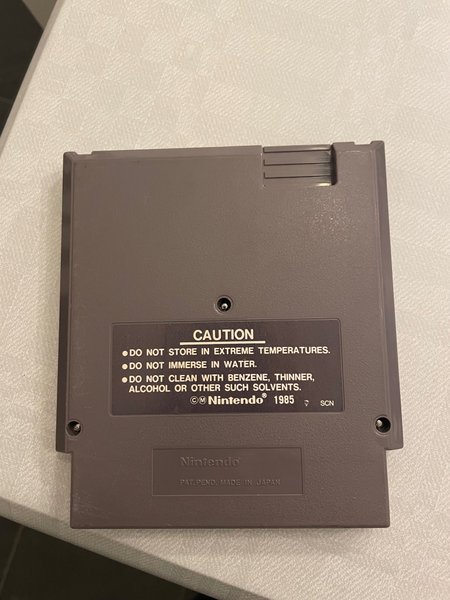 CAUTION
●DO NOT STORE IN EXTREME TEMPERATURES.
●DO NOT IMMERSE IN WATER.
●DO NOT CLEAN WITH BENZENE, THINNER,
ALCOHOL OR OTHER SUCH SOLVENTS.
©Ⓜ Nintendo® 1985 SCN
Nintendo®
PAT.PEND. MADE IN JAPAN